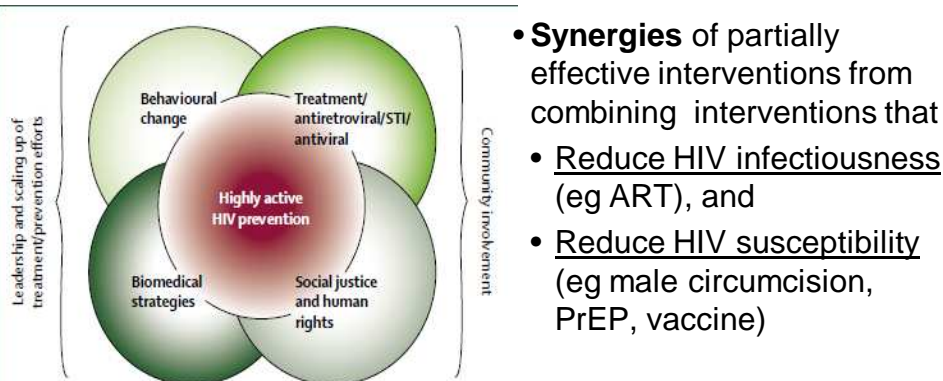 Leadership and scaling up of
treatment/prevention efforts
Behavioural
change
Treatment/
antiretroviral/STI/
antiviral
Highly active
HIV prevention
Biomedical
strategies
Social justice
and human
rights
Community involvement
• Synergies of partially
effective interventions from
combining interventions that
• Reduce HIV infectiousness
(eg ART), and
• Reduce HIV susceptibility
(eg male circumcision,
PrEP, vaccine)